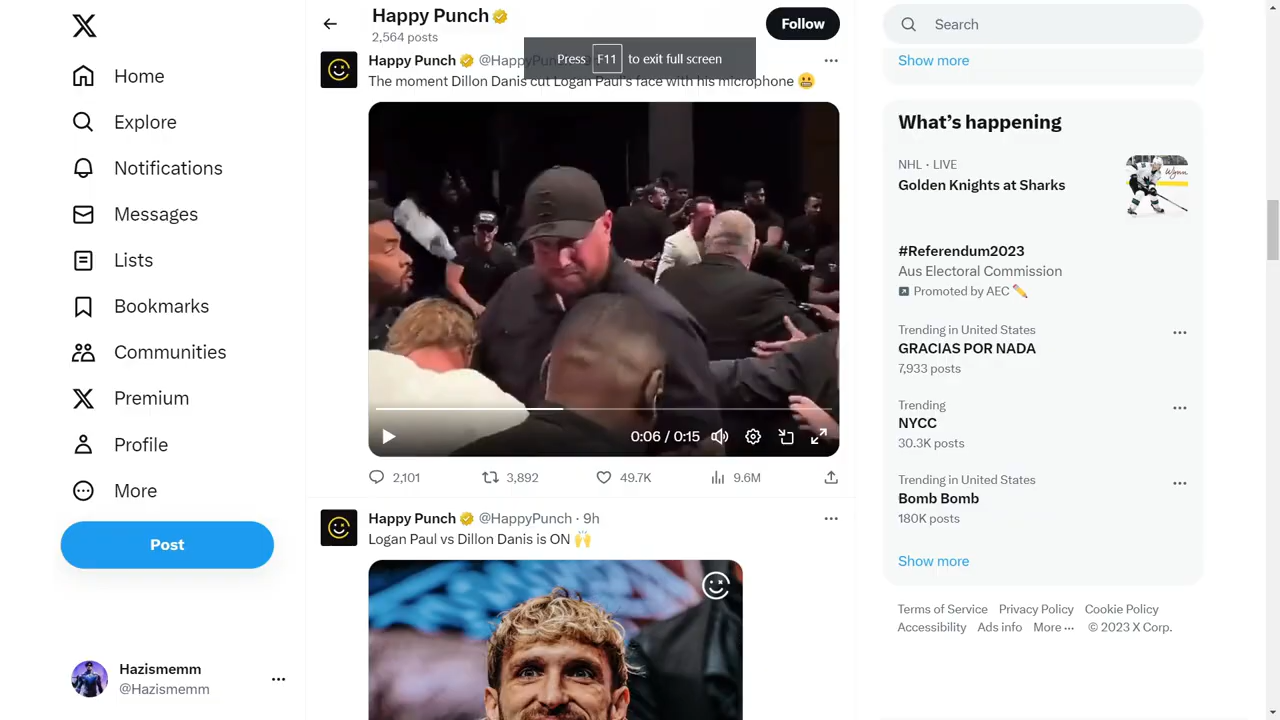 Home
Explore
Notifications
Messages
Lists
Bookmarks
Communities
Premium
Profile
More
Post
Hazismemm
@Hazismemm
Happy Punch
2,564 posts
Follow
Press F11 to exit full screen
Happy Punch @Happ
The moment Dillon Danis cut Logan Paul's face with his microphone 😬
0:06 / 0:15
2,101
3,892
49.7K
9.6M
Happy Punch @HappyPunch · 9h
Logan Paul vs Dillon Danis is ON 🙌
Search
Show more
What's happening
NHL · LIVE
Golden Knights at Sharks
Wynn
#Referendum2023
Aus Electoral Commission
Promoted by AEC ✏️
Trending in United States
GRACIAS POR NADA
7,933 posts
Trending
NYCC
30.3K posts
Trending in United States
Bomb Bomb
180K posts
Show more
Terms of Service Privacy Policy Cookie Policy
Accessibility Ads info More ··· © 2023 X Corp.